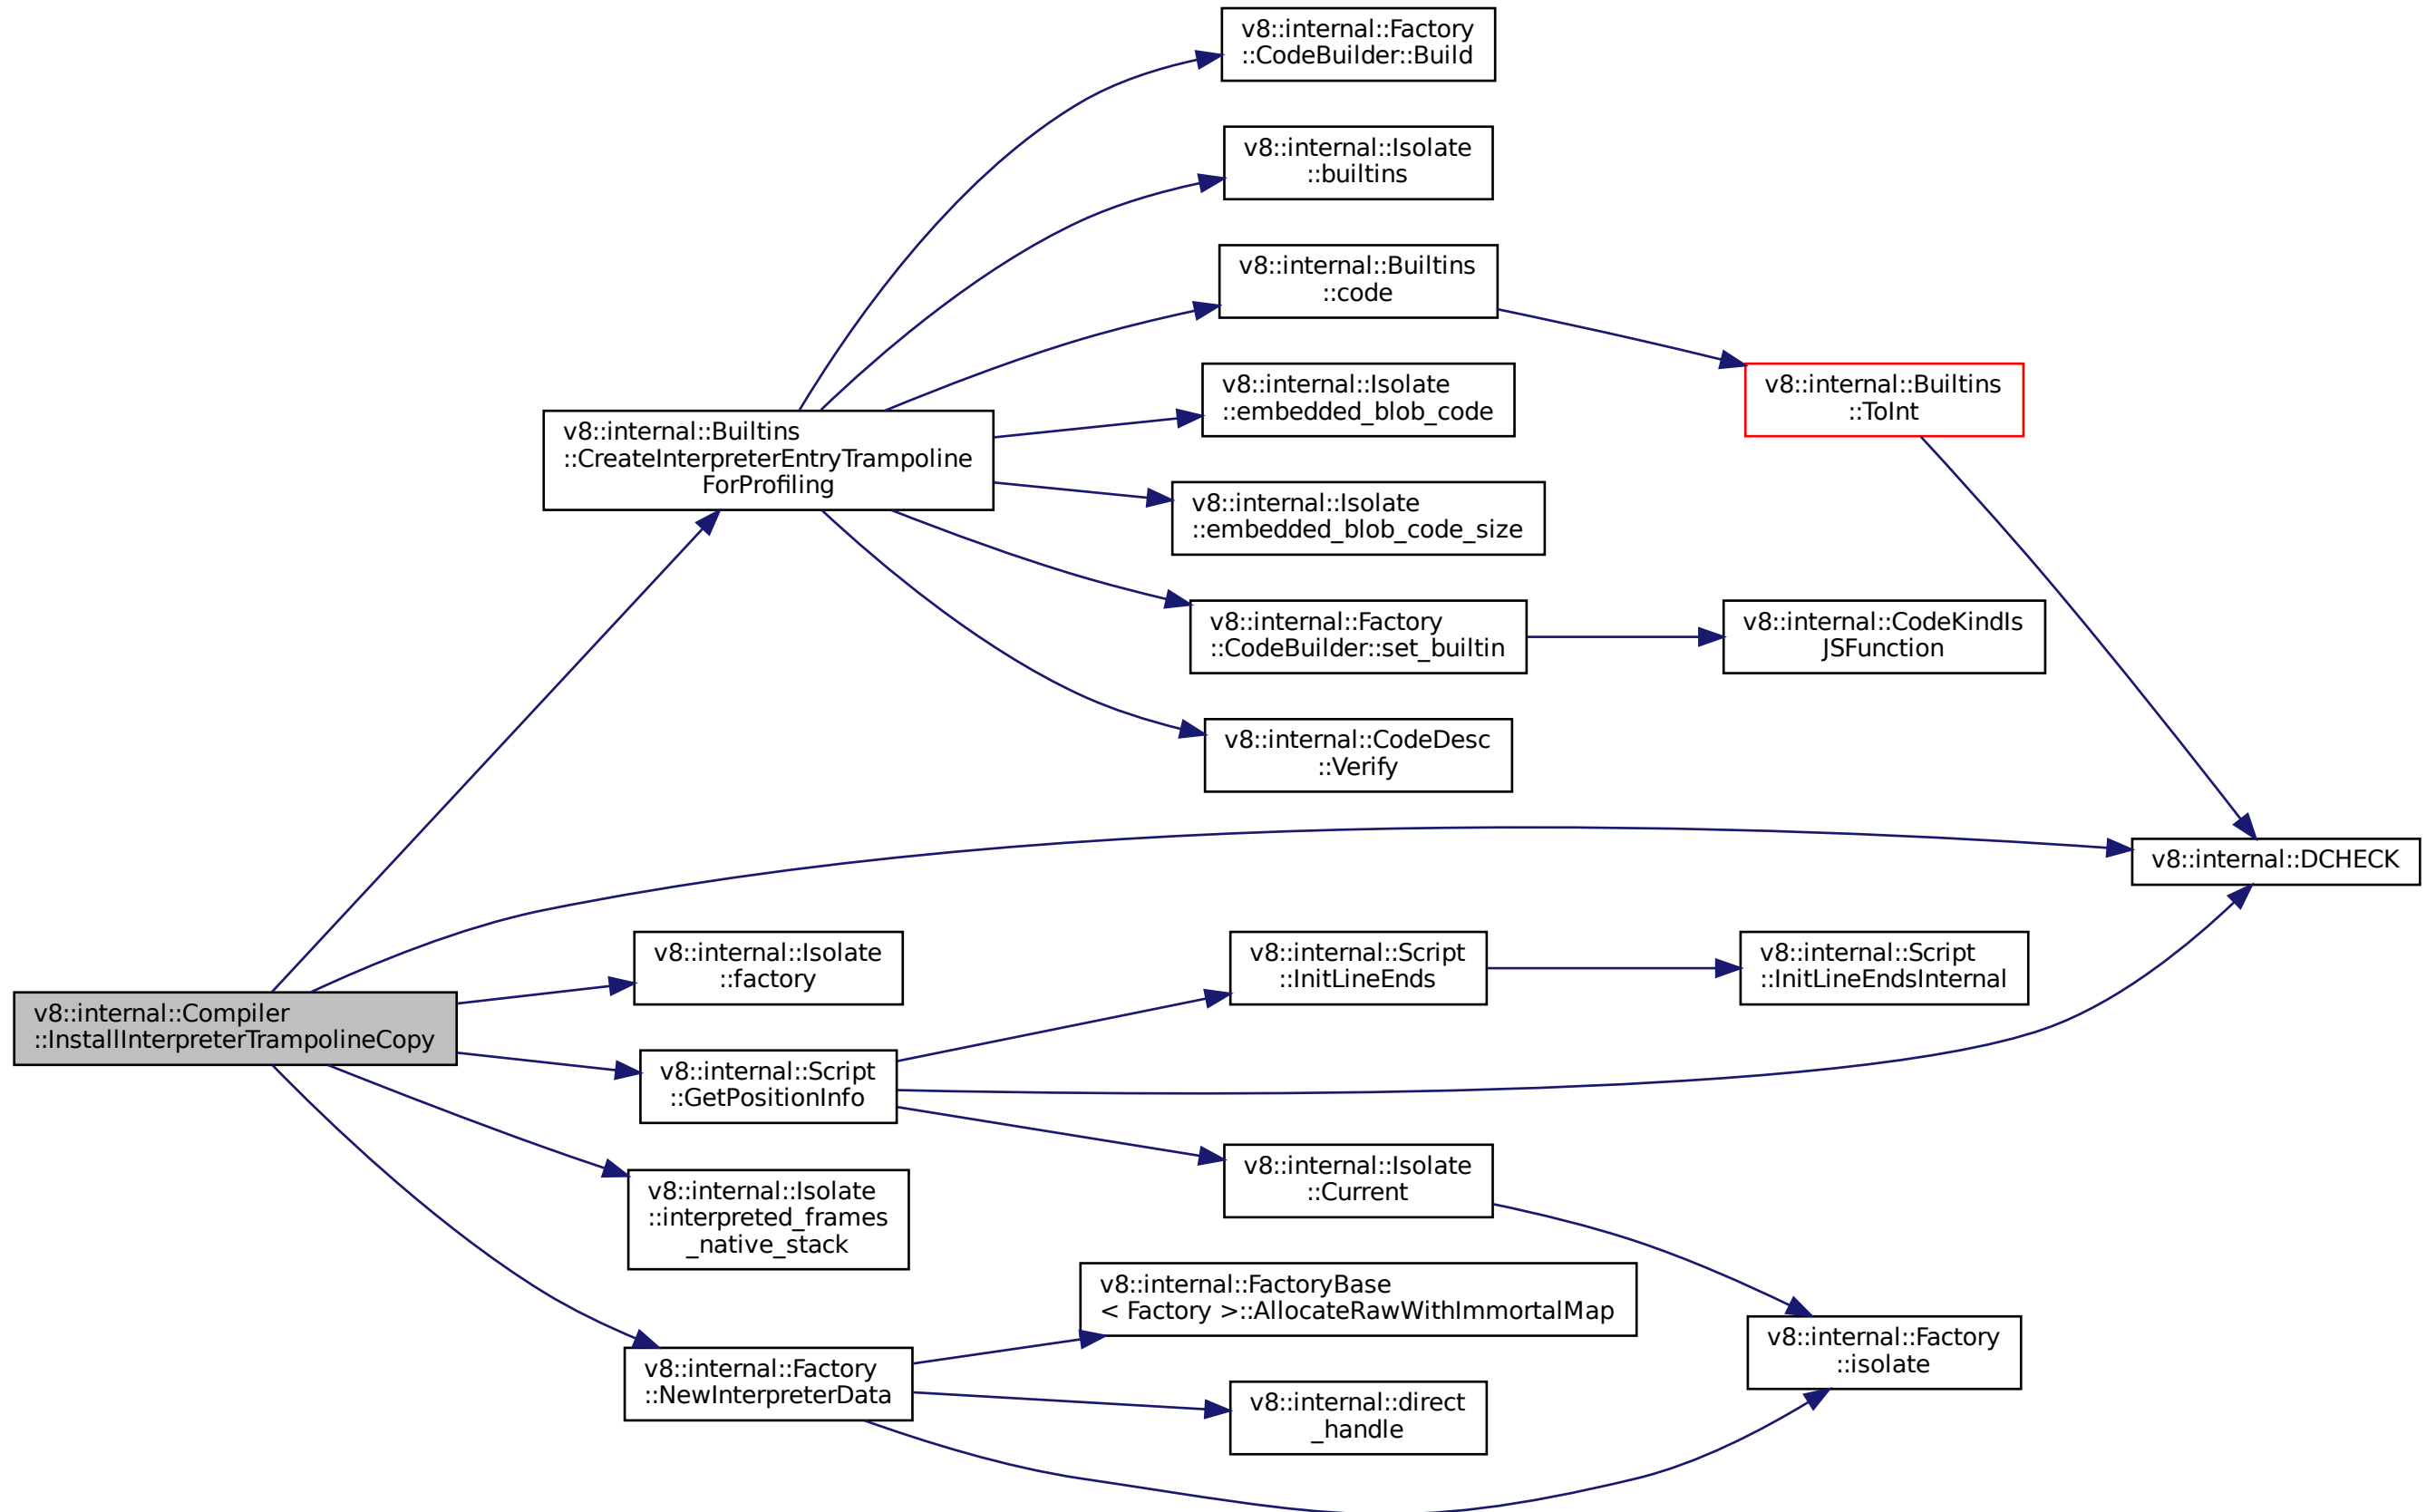 v8::internal::Factory
::CodeBuilder::Build
v8::internal::Isolate
::builtins
v8::internal::Builtins
::code
v8::internal::Builtins
::ToInt
v8::internal::Isolate
::embedded_blob_code
v8::internal::Builtins
::CreateInterpreterEntryTrampoline
ForProfiling
v8::internal::Isolate
::embedded_blob_code_size
v8::internal::Factory
::CodeBuilder::set_builtin
v8::internal::CodeKindIs
JSFunction
v8::internal::CodeDesc
::Verify
v8::internal::DCHECK
v8::internal::Isolate
::factory
v8::internal::Script
::InitLineEnds
v8::internal::Script
::InitLineEndsInternal
v8::internal::Compiler
::InstallInterpreterTrampolineCopy
v8::internal::Script
::GetPositionInfo
v8::internal::Isolate
::Current
v8::internal::Isolate
::interpreted_frames
_native_stack
v8::internal::FactoryBase
< Factory >::AllocateRawWithImmortalMap
v8::internal::Factory
::isolate
v8::internal::Factory
::NewInterpreterData
v8::internal::direct
_handle